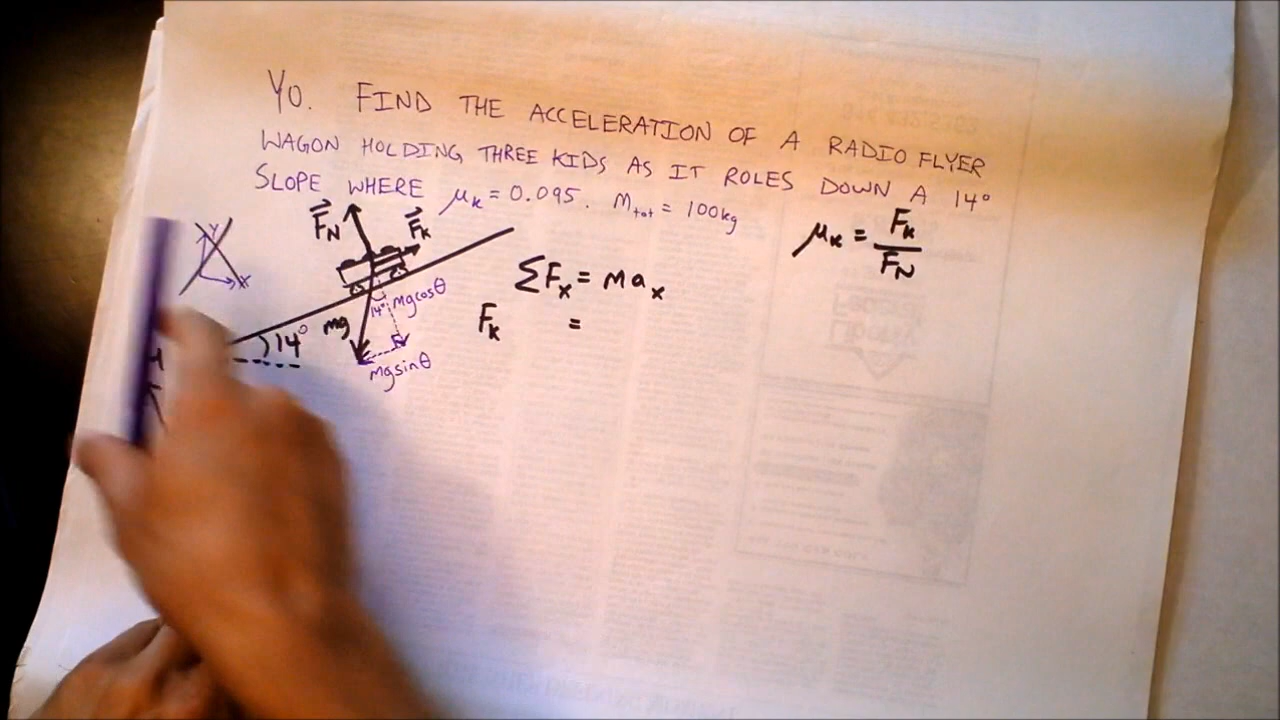 YO. FIND THE ACCELERATION OF A RADIO FLYER
WAGON HOLDING THREE KIDS AS IT ROLES DOWN A 14°
SLOPE WHERE μk = 0.095. Mtot = 100kg
μk = Fk/FN
FN
Fk
y
x
ΣFx = max
Fk =
14°
mgcosθ
mg
14°
mgsinθ